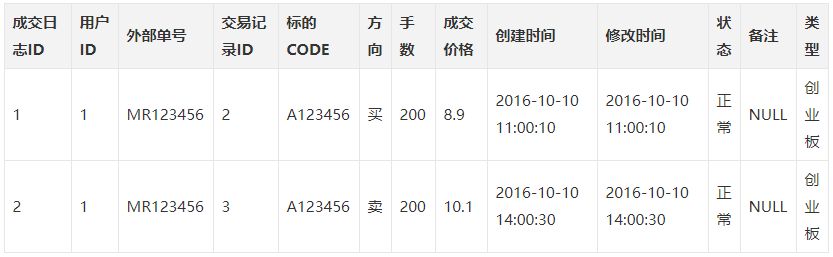 成交日志ID 用户ID 外部单号 交易记录ID 标的CODE 方向 手数 成交价格 创建时间 修改时间 状态 备注 类型
1 1 MR123456 2 A123456 买 200 8.9 2016-10-10 11:00:10 2016-10-10 11:00:10 正常 NULL 创业板
2 1 MR123456 3 A123456 卖 200 10.1 2016-10-10 14:00:30 2016-10-10 14:00:30 正常 NULL 创业板